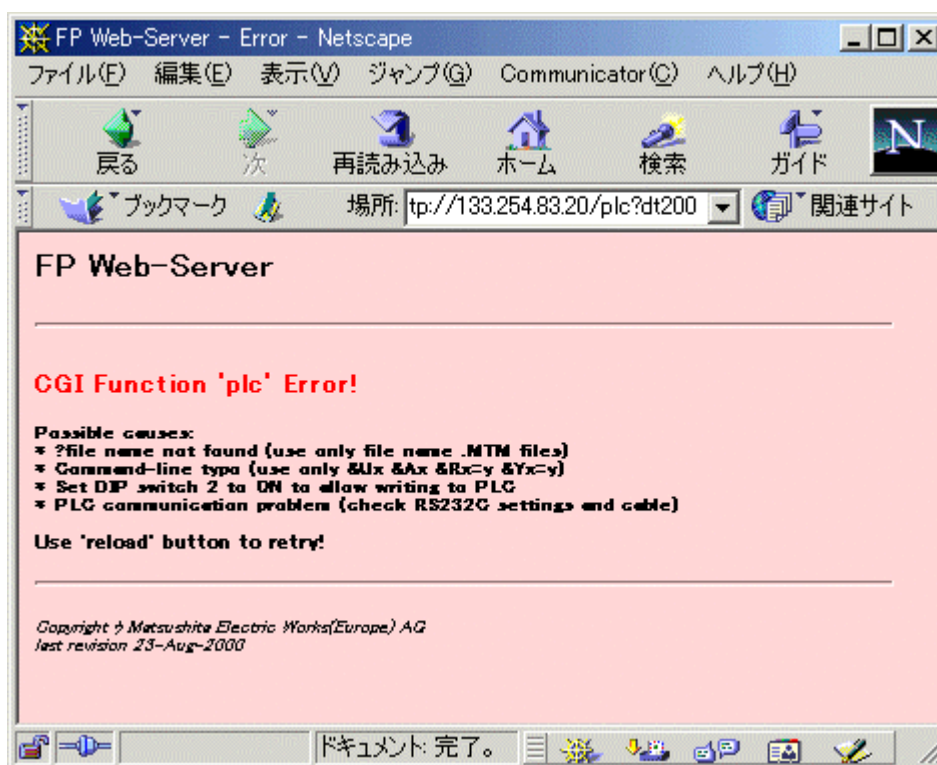 FP Web-Server - Error - Netscape
ファイル(F) 編集(E) 表示(V) ジャンプ(G) Communicator(C) ヘルプ(H)
戻る 次 再読み込み ホーム 検索 ガイド N
ブックマーク 場所: tp://133.254.83.20/plc?dt200 関連サイト
FP Web-Server
CGI Function 'plc' Error!
Possible causes:
* ?file name not found (use only file name .MTM files)
* Command-line typo (use only &Ux &Ax &Rx=y &Yx=y)
* Set DIP switch 2 to ON to allow writing to PLC
* PLC communication problem (check RS232C settings and cable)
Use 'reload' button to retry!
Copyright Matsushita Electric Works(Europe) AG
last revision 23-Aug-2000
ドキュメント: 完了。